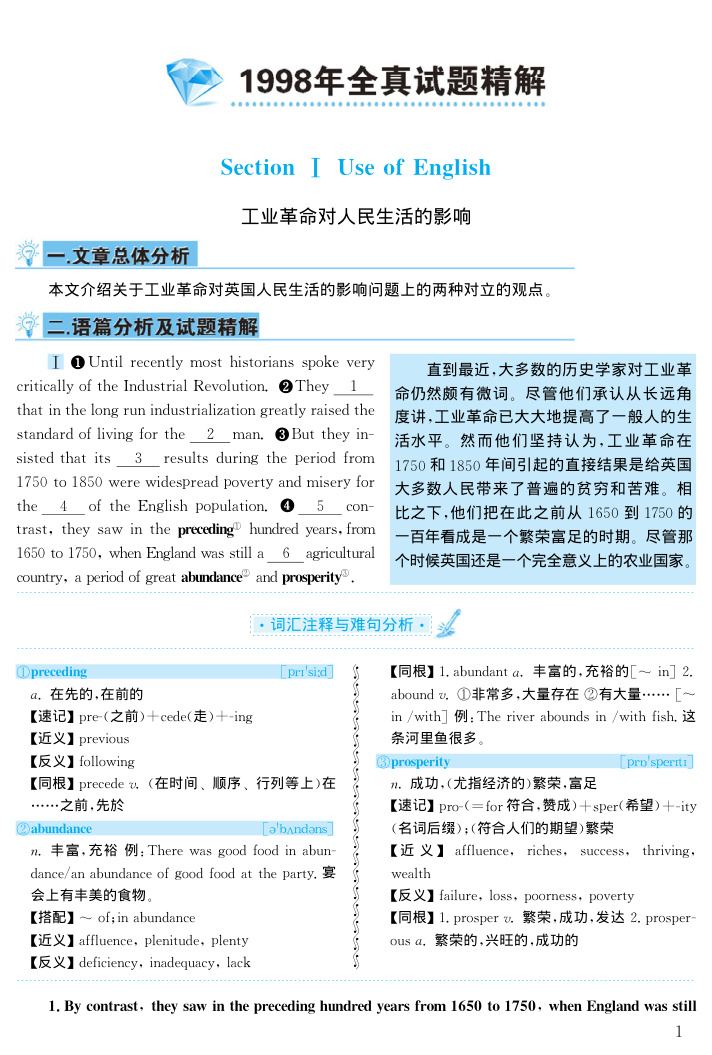 1998年全真试题精解
Section Ⅰ Use of English
工业革命对人民生活的影响
一.文章总体分析
本文介绍关于工业革命对英国人民生活的影响问题上的两种对立的观点。
二.语篇分析及试题精解
Ⅰ ❶Until recently most historians spoke very
critically of the Industrial Revolution. ❷They 1
that in the long run industrialization greatly raised the
standard of living for the 2 man. ❸But they in-
sisted that its 3 results during the period from
1750 to 1850 were widespread poverty and misery for
the 4 of the English population. ❹ 5 con-
trast, they saw in the preceding① hundred years, from
1650 to 1750, when England was still a 6 agricultural
country, a period of great abundance② and prosperity③.
直到最近,大多数的历史学家对工业革
命仍然颇有微词。尽管他们承认从长远角
度讲,工业革命已大大地提高了一般人的生
活水平。然而他们坚持认为,工业革命在
1750 和 1850 年间引起的直接结果是给英国
大多数人民带来了普遍的贫穷和苦难。相
比之下,他们把在此之前从 1650 到 1750 的
一百年看成是一个繁荣富足的时期。尽管那
个时候英国还是一个完全意义上的农业国家。
·词汇注释与难句分析·
①preceding [prɪˈsiːd]
a. 在先的,在前的
【速记】pre-(之前)+cede(走)+-ing
【近义】previous
【反义】following
【同根】precede v. (在时间、顺序、行列等上)在
……之前,先於
②abundance [əˈbʌndəns]
n. 丰富,充裕 例:There was good food in abun-
dance/an abundance of good food at the party. 宴
会上有丰美的食物。
【搭配】~ of;in abundance
【近义】affluence, plenitude, plenty
【反义】deficiency, inadequacy, lack
【同根】1. abundant a. 丰富的,充裕的[~ in] 2.
abound v. ①非常多,大量存在 ②有大量……[~
in /with] 例:The river abounds in /with fish. 这
条河里鱼很多。
③prosperity [prɒˈsperɪtɪ]
n. 成功,(尤指经济的)繁荣,富足
【速记】pro-(=for 符合,赞成)+sper(希望)+-ity
(名词后缀);(符合人们的期望)繁荣
【近义】affluence, riches, success, thriving,
wealth
【反义】failure, loss, poorness, poverty
【同根】1. prosper v. 繁荣,成功,发达 2. prosper-
ous a. 繁荣的,兴旺的,成功的
1. By contrast, they saw in the preceding hundred years from 1650 to 1750, when England was still
1